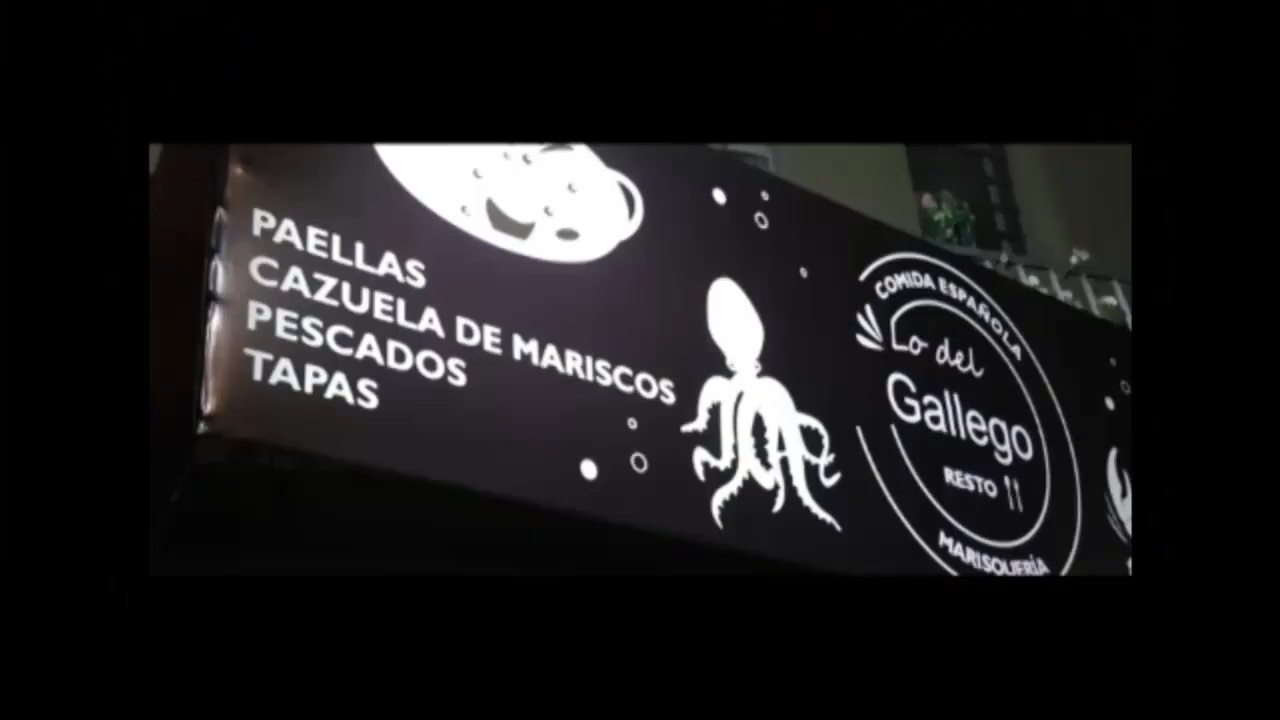 PAELLAS
CAZUELA DE MARISCOS
PESCADOS
TAPAS
COMIDA ESPAÑOLA
Lo del
Gallego
RESTO
MARISQUERÍA